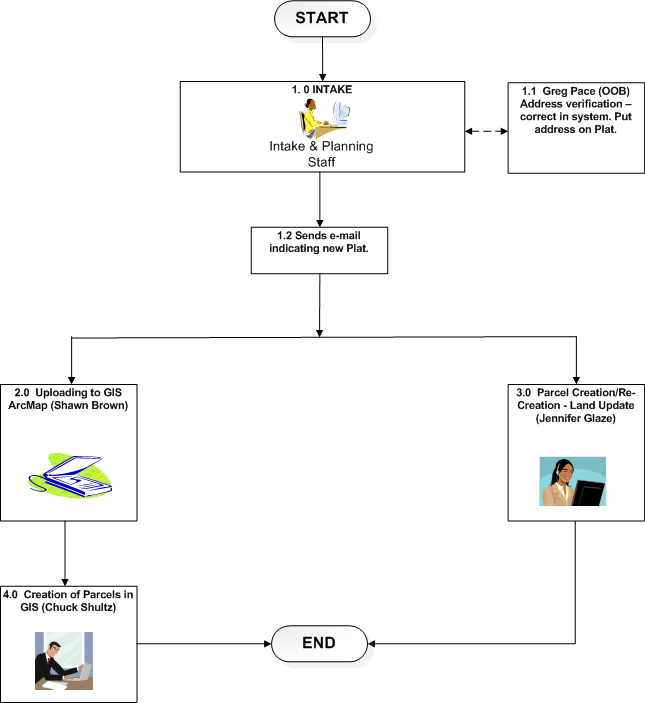 START
1. 0 INTAKE
Intake & Planning
Staff
1.1 Greg Pace (OOB)
Address verification –
correct in system. Put
address on Plat.
1.2 Sends e-mail
indicating new Plat.
2.0 Uploading to GIS
ArcMap (Shawn Brown)
3.0 Parcel Creation/Re-
Creation - Land Update
(Jennifer Glaze)
4.0 Creation of Parcels in
GIS (Chuck Shultz)
END